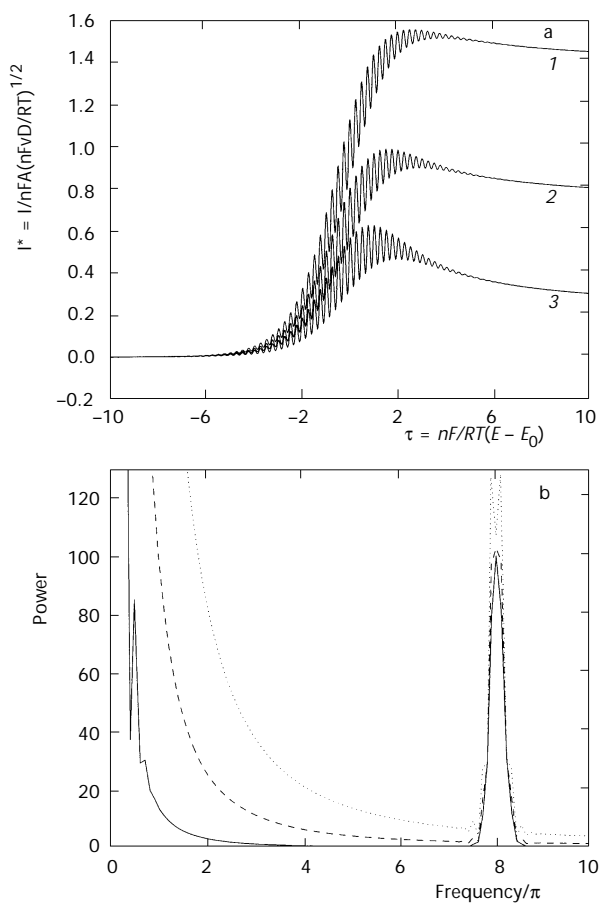 1.6
a
1.4
1
1.2
1.0
I* = I/nFA(nFvD/RT)^{1/2}
0.8
2
0.6
0.4
3
0.2
0.0
−0.2
−10 −6 −2 2 6 10
τ = nF/RT(E − E_0)
120
b
100
80
Power
60
40
20
0
0 2 4 6 8 10
Frequency/π